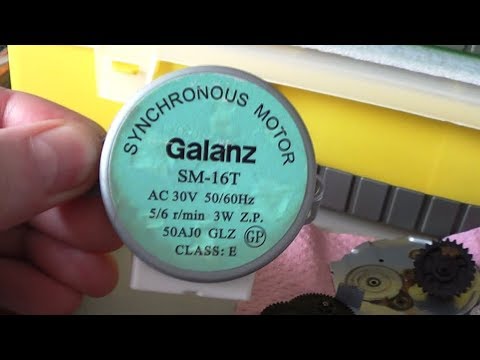 SYNCHRONOUS MOTOR
Galanz
SM-16T
AC 30V 50/60Hz
5/6 r/min 3W Z.P.
50AJ0 GLZ GP
CLASS: E